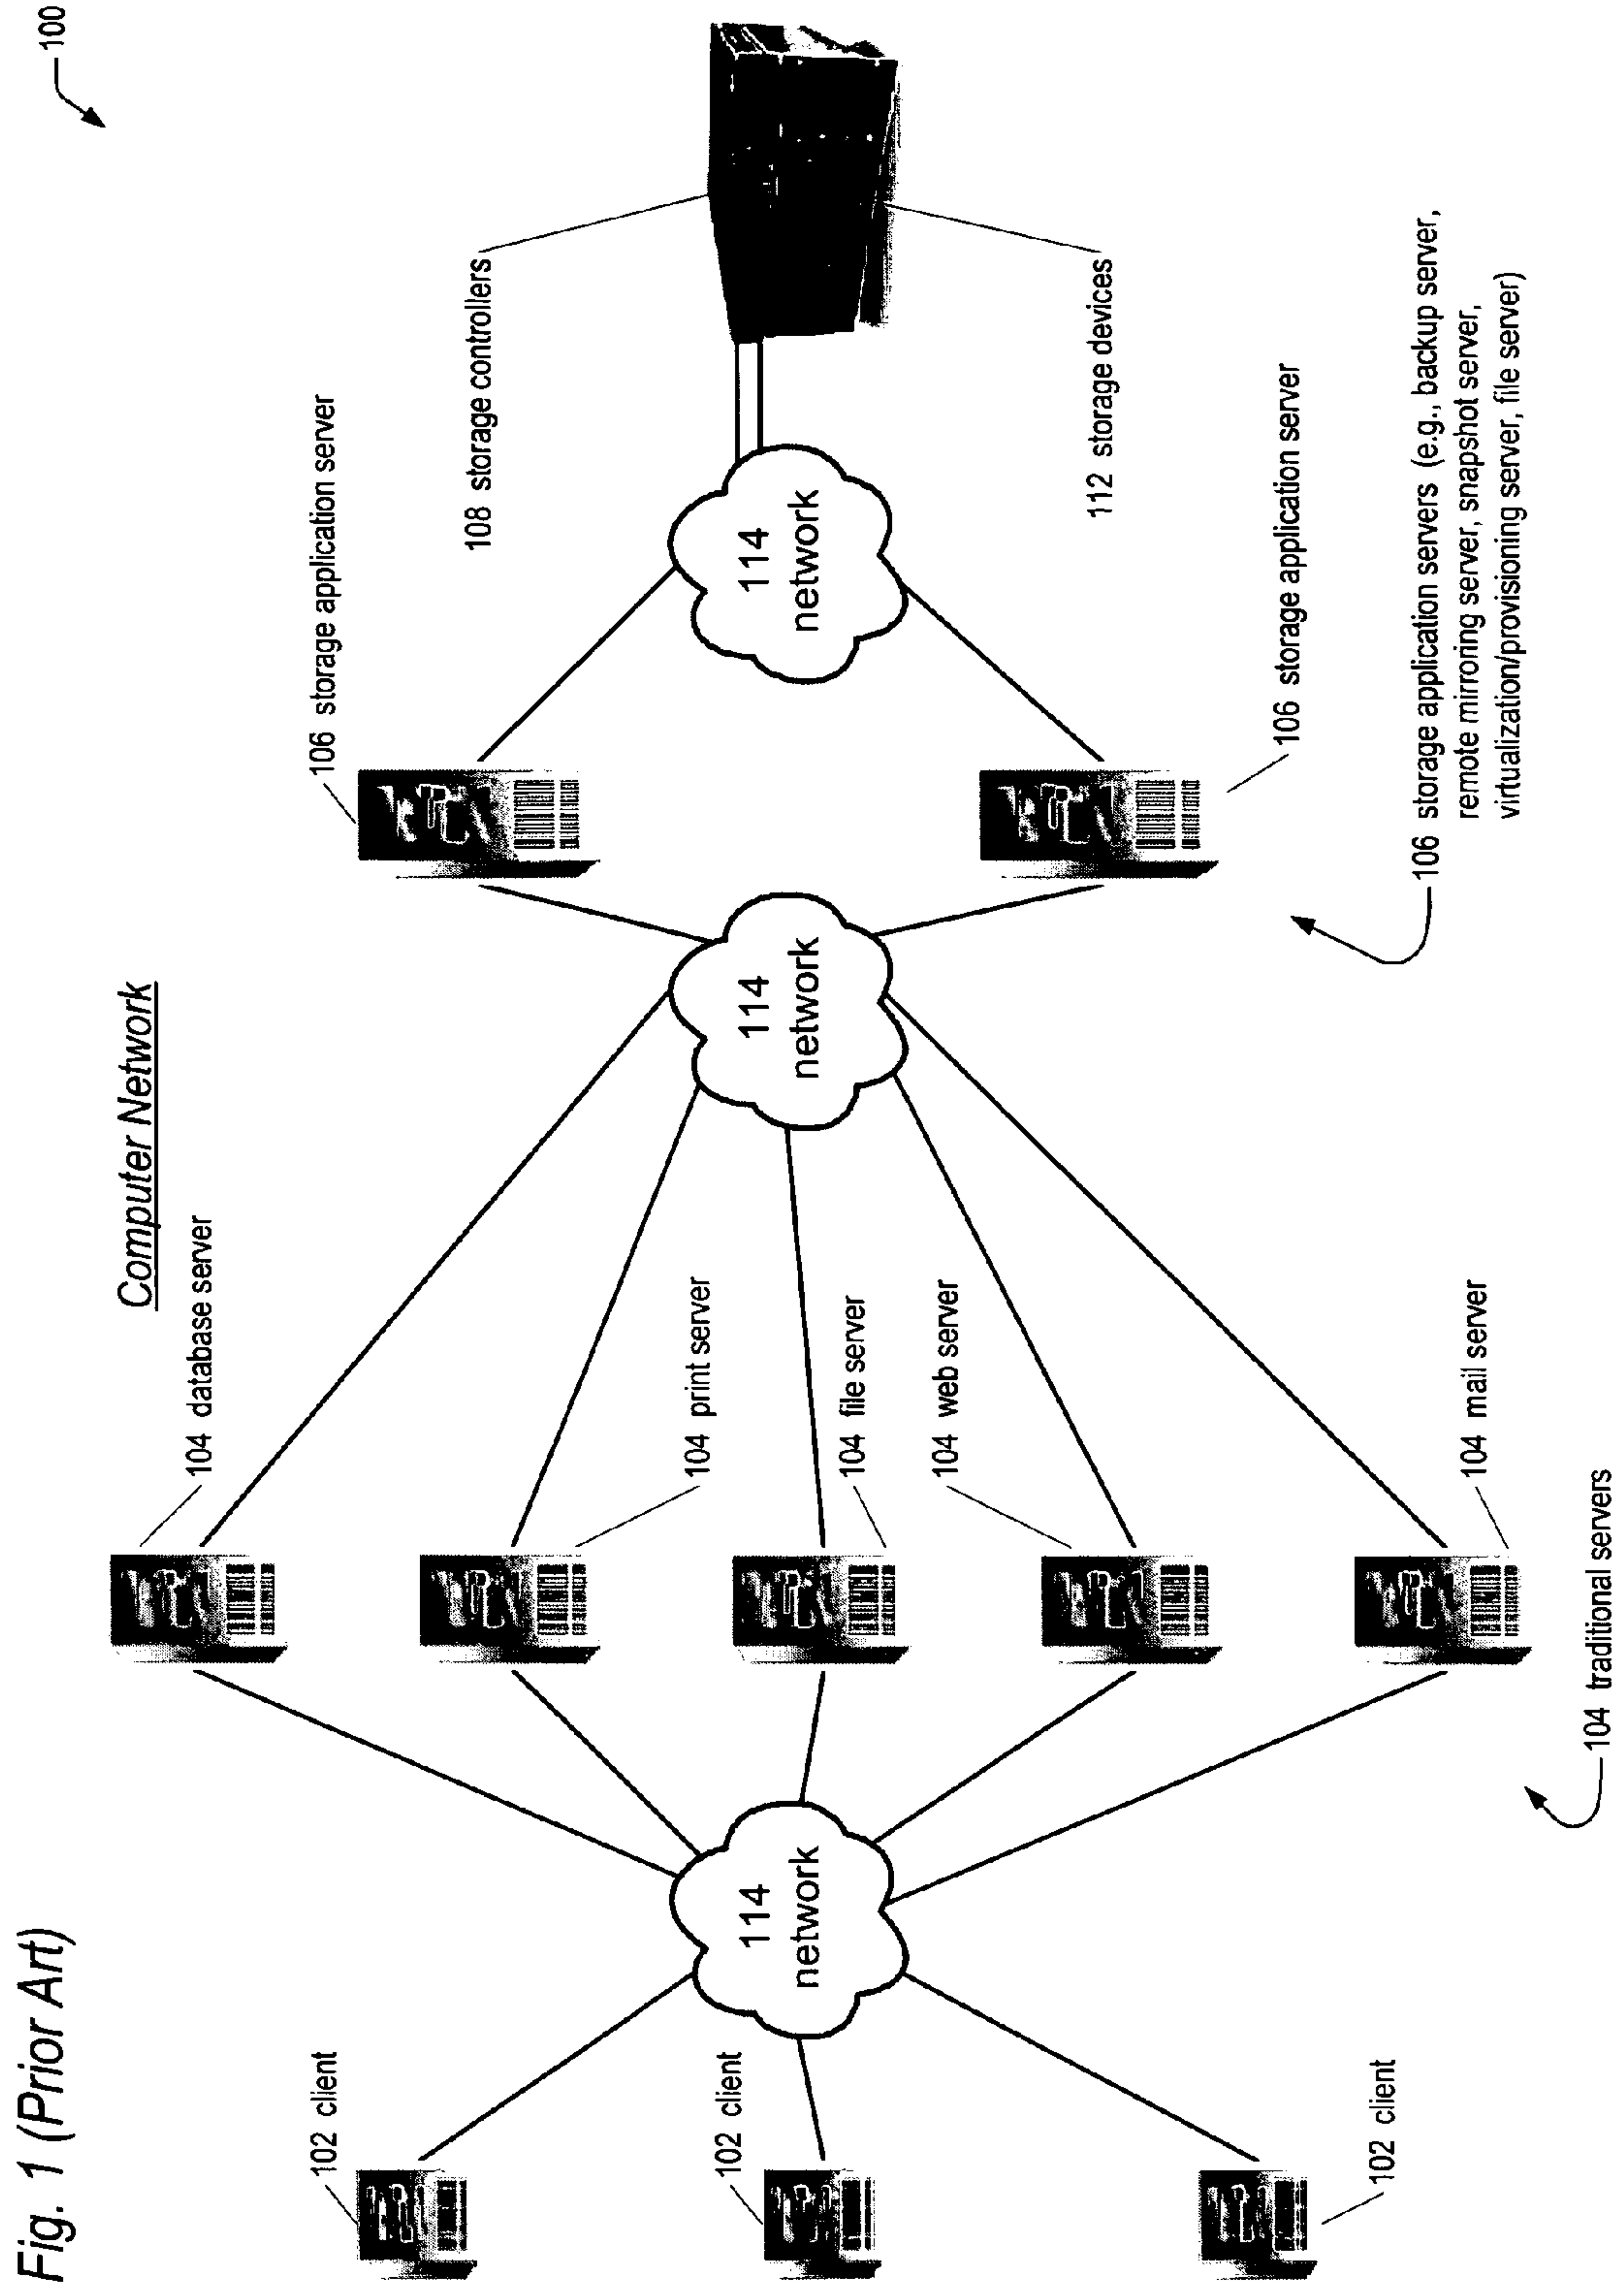 Fig. 1 (Prior Art)
Computer Network
100
102 client
102 client
102 client
114
network
104 database server
104 print server
104 file server
104 web server
104 mail server
104 traditional servers
114
network
106 storage application server
106 storage application server
106 storage application servers (e.g., backup server,
remote mirroring server, snapshot server,
virtualization/provisioning server, file server)
114
network
108 storage controllers
112 storage devices